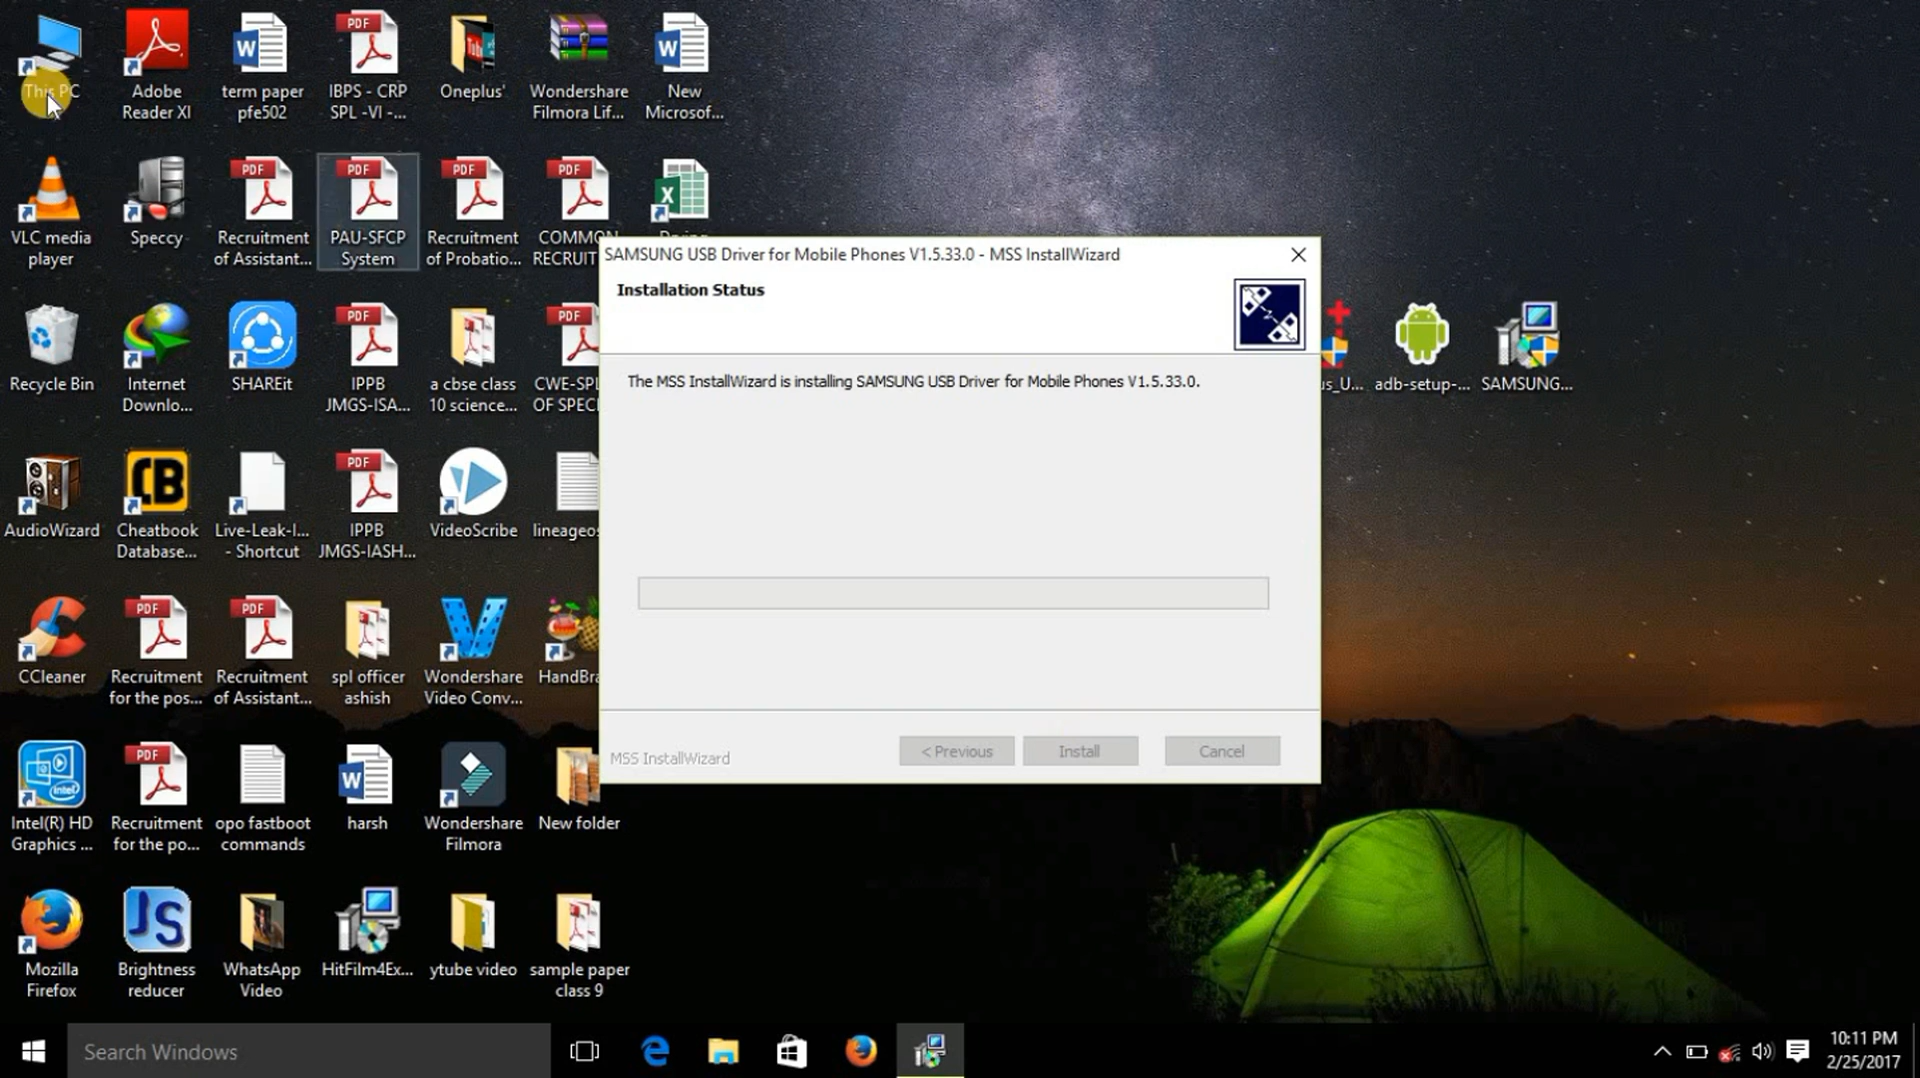 This PC
Adobe
Reader XI
term paper
pfe502
IBPS - CRP
SPL -VI -...
Oneplus'
Wondershare
Filmora Lif...
New
Microsof...
VLC media
player
Speccy
Recruitment
of Assistant...
PAU-SFCP
System
Recruitment
of Probatio...
COMMON
RECRUIT
Recycle Bin
Internet
Downlo...
SHAREit
IPPB
JMGS-ISA...
a cbse class
10 science...
CWE-SPL
OF SPECI
us_U...
adb-setup-...
SAMSUNG...
AudioWizard
Cheatbook
Database...
Live-Leak-I...
- Shortcut
IPPB
JMGS-IASH...
VideoScribe
lineageos
CCleaner
Recruitment
for the pos...
Recruitment
of Assistant...
spl officer
ashish
Wondershare
Video Conv...
HandBra
Intel(R) HD
Graphics ...
Recruitment
for the po...
opo fastboot
commands
harsh
Wondershare
Filmora
New folder
Mozilla
Firefox
Brightness
reducer
WhatsApp
Video
HitFilm4Ex...
ytube video
sample paper
class 9
SAMSUNG USB Driver for Mobile Phones V1.5.33.0 - MSS InstallWizard
Installation Status
The MSS InstallWizard is installing SAMSUNG USB Driver for Mobile Phones V1.5.33.0.
MSS InstallWizard
< Previous
Install
Cancel
Search Windows
10:11 PM
2/25/2017